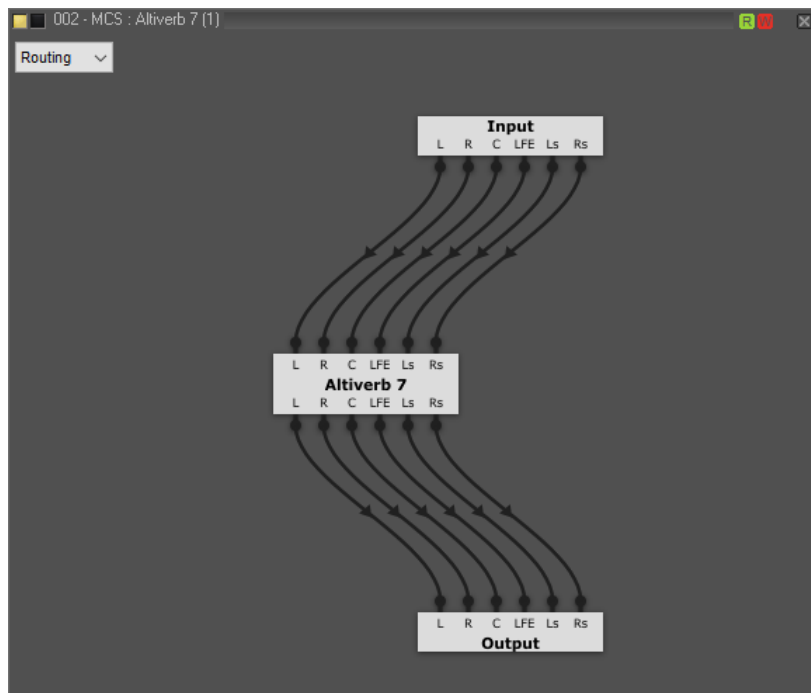 002 - MCS : Altiverb 7 (1) R W
Routing
Input
L R C LFE Ls Rs
L R C LFE Ls Rs
Altiverb 7
L R C LFE Ls Rs
L R C LFE Ls Rs
Output